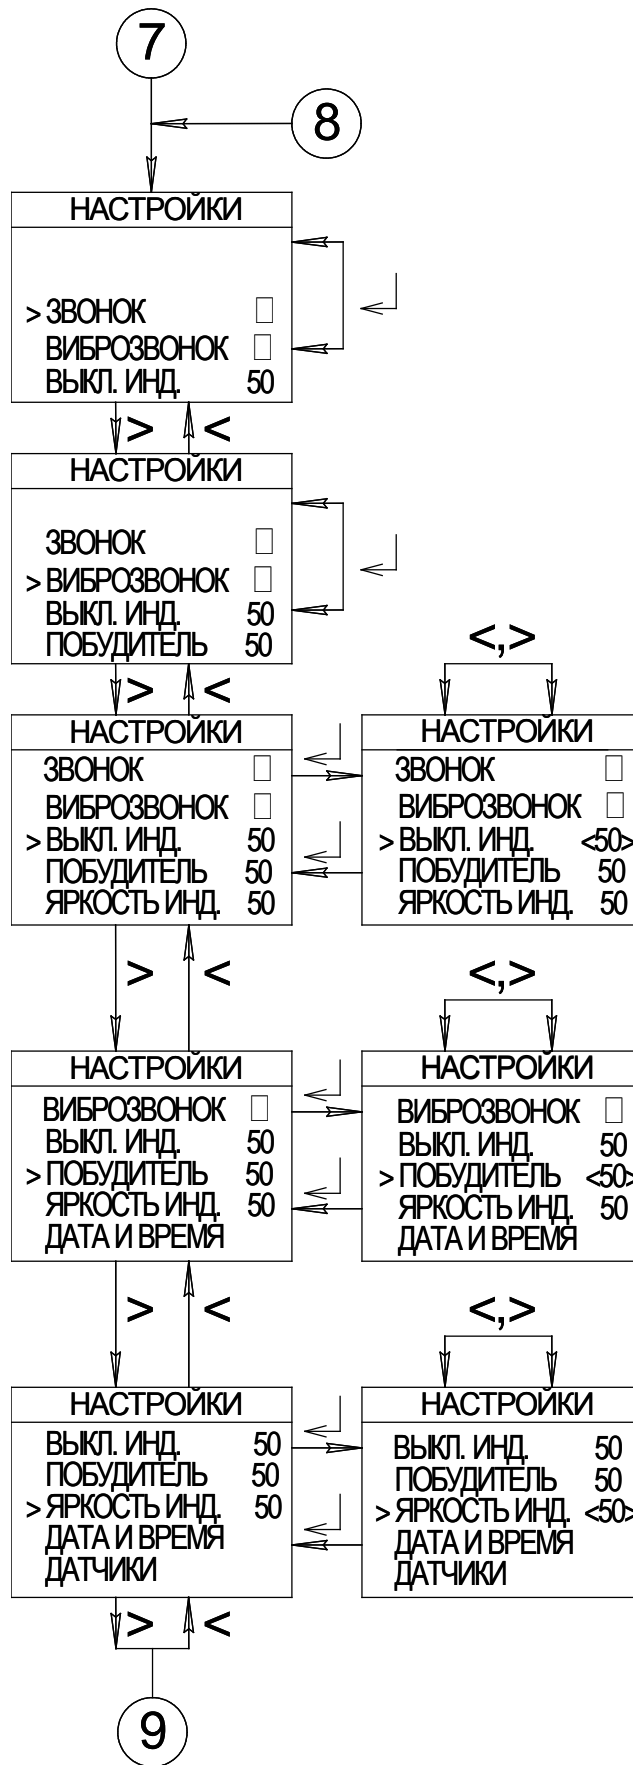 7
8
НАСТРОЙКИ
> ЗВОНОК
ВИБРОЗВОНОК
ВЫКЛ. ИНД. 50
> <
НАСТРОЙКИ
ЗВОНОК
> ВИБРОЗВОНОК
ВЫКЛ. ИНД. 50
ПОБУДИТЕЛЬ 50
> <
<,>
НАСТРОЙКИ
ЗВОНОК
ВИБРОЗВОНОК
> ВЫКЛ. ИНД. 50
ПОБУДИТЕЛЬ 50
ЯРКОСТЬ ИНД. 50
НАСТРОЙКИ
ЗВОНОК
ВИБРОЗВОНОК
> ВЫКЛ. ИНД. <50>
ПОБУДИТЕЛЬ 50
ЯРКОСТЬ ИНД. 50
> <
<,>
НАСТРОЙКИ
ВИБРОЗВОНОК
ВЫКЛ. ИНД. 50
> ПОБУДИТЕЛЬ 50
ЯРКОСТЬ ИНД. 50
ДАТА И ВРЕМЯ
НАСТРОЙКИ
ВИБРОЗВОНОК
ВЫКЛ. ИНД. 50
> ПОБУДИТЕЛЬ <50>
ЯРКОСТЬ ИНД. 50
ДАТА И ВРЕМЯ
> <
<,>
НАСТРОЙКИ
ВЫКЛ. ИНД. 50
ПОБУДИТЕЛЬ 50
> ЯРКОСТЬ ИНД. 50
ДАТА И ВРЕМЯ
ДАТЧИКИ
НАСТРОЙКИ
ВЫКЛ. ИНД. 50
ПОБУДИТЕЛЬ 50
> ЯРКОСТЬ ИНД. <50>
ДАТА И ВРЕМЯ
ДАТЧИКИ
> <
9